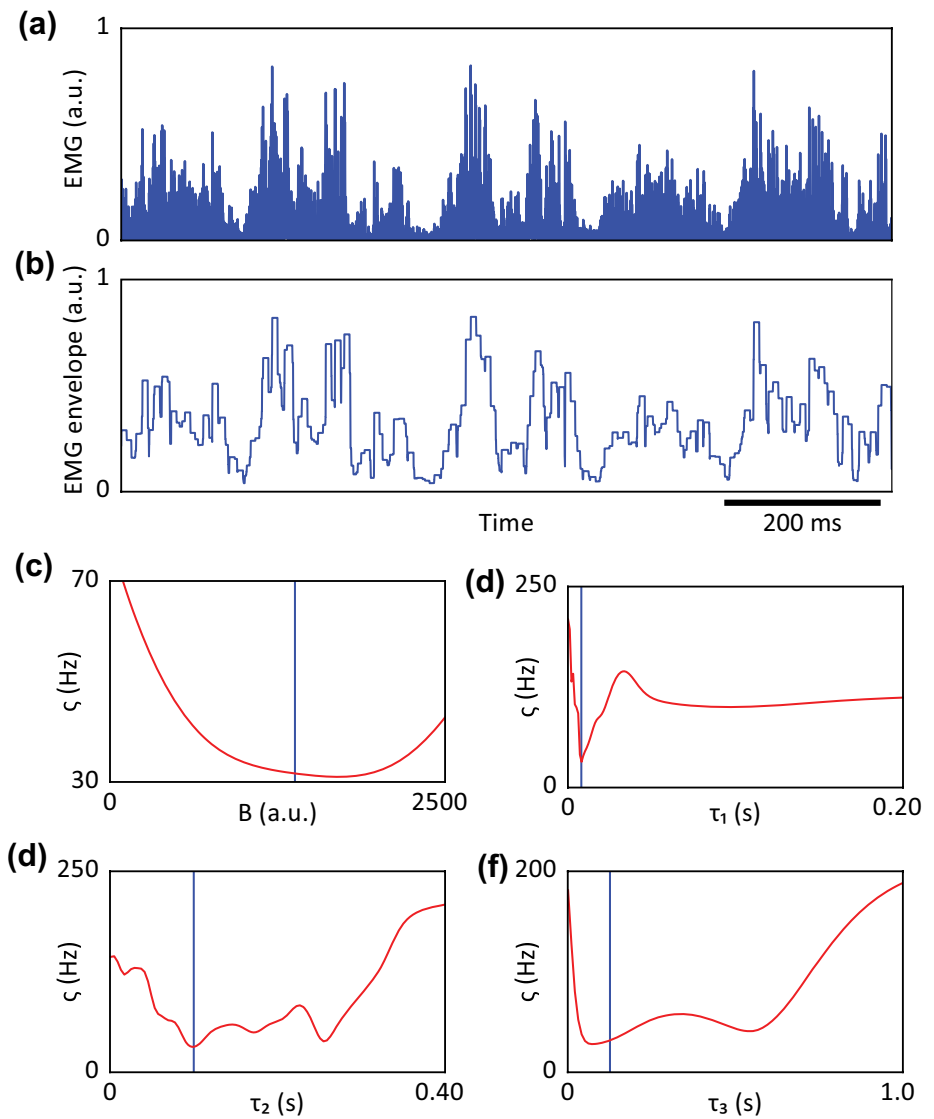 (a)
1
EMG (a.u.)
0
(b)
1
EMG envelope (a.u.)
0
Time
200 ms
(c)
70
ς (Hz)
30
0
B (a.u.)
2500
(d)
250
ς (Hz)
0
0
τ₁ (s)
0.20
(d)
250
ς (Hz)
0
0
τ₂ (s)
0.40
(f)
200
ς (Hz)
0
0
τ₃ (s)
1.0